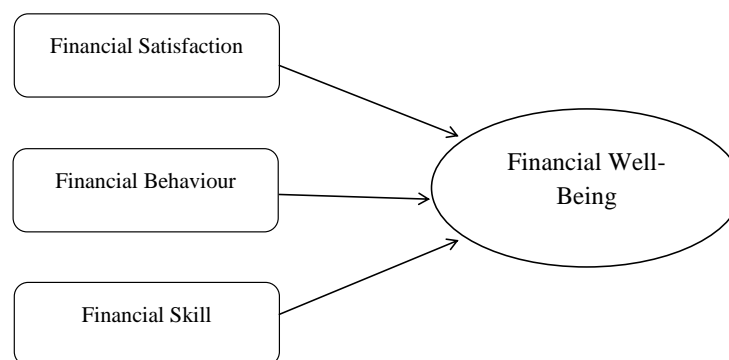 Financial Satisfaction
Financial Behaviour
Financial Well-
Being
Financial Skill